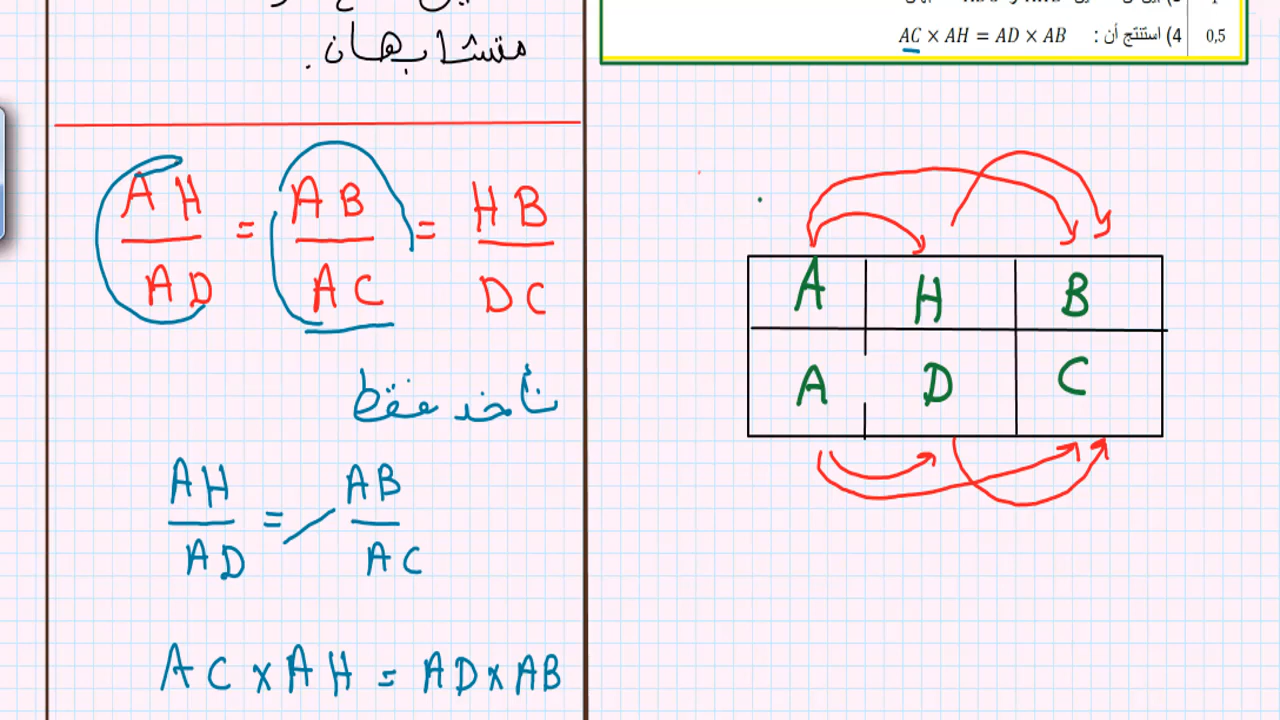 متشابهان.
4) استنتج أن : AC × AH = AD × AB
0,5
AH/AD = AB/AC = HB/DC
نأخد فقط
AH/AD = AB/AC
AC × AH = AD × AB
A H B
A D C